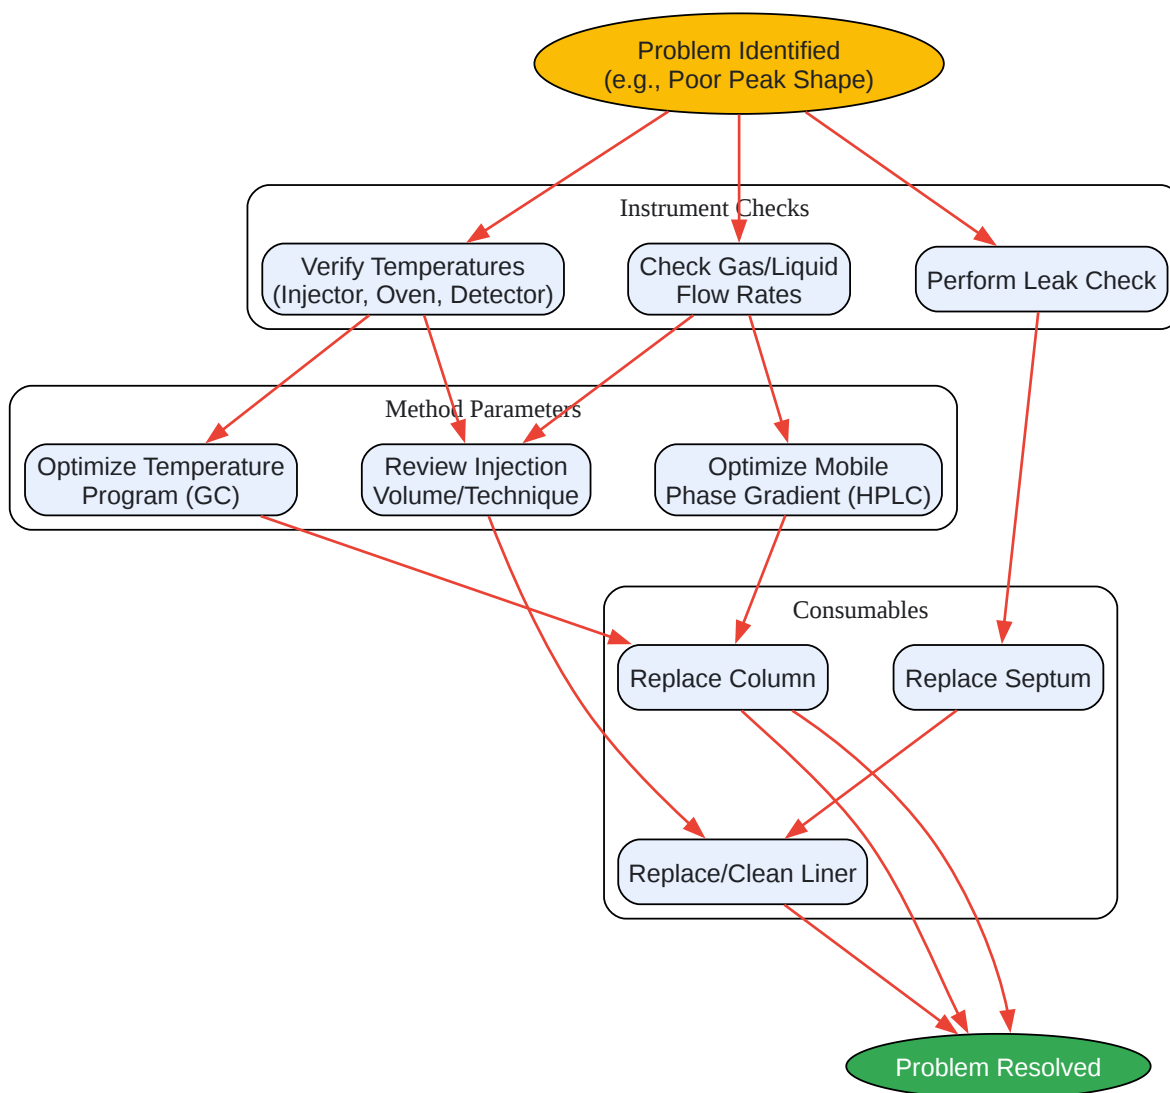 Problem Identified
(e.g., Poor Peak Shape)
Instrument Checks
Verify Temperatures
(Injector, Oven, Detector)
Check Gas/Liquid
Flow Rates
Perform Leak Check
Method Parameters
Optimize Temperature
Program (GC)
Review Injection
Volume/Technique
Optimize Mobile
Phase Gradient (HPLC)
Consumables
Replace Column
Replace Septum
Replace/Clean Liner
Problem Resolved